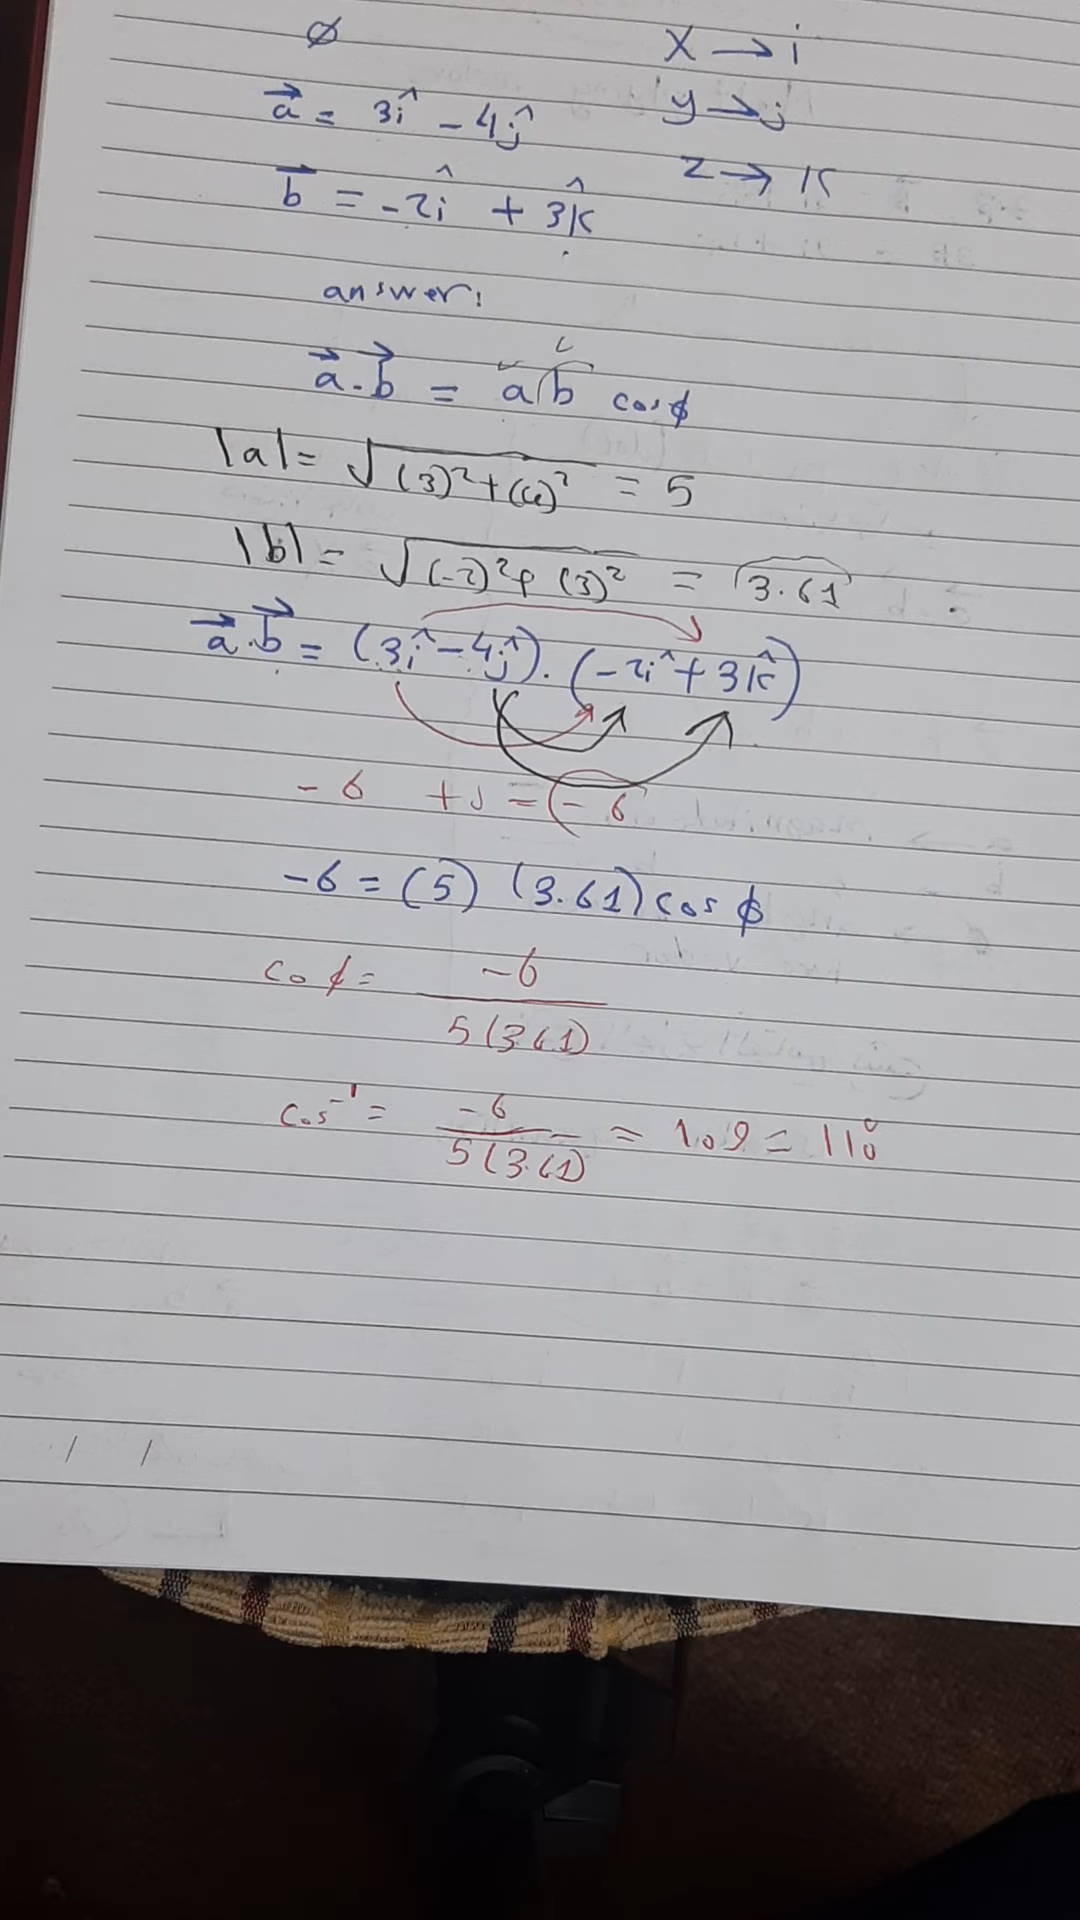 φ x → i
a⃗ = 3î - 4ĵ y → j
b⃗ = -2î + 3k̂ z → k
answer:
a⃗ . b⃗ = ab cos φ
|a| = √(3)² + (4)² = 5
|b| = √(-2)² + (3)² = 3.61
a⃗ . b⃗ = (3î - 4ĵ) . (-2î + 3k̂)
-6 + 0 = -6
-6 = (5) (3.61) cos φ
co φ = -6 / 5(3.61)
cos⁻¹ = -6 / 5(3.61) = 109 = 110°